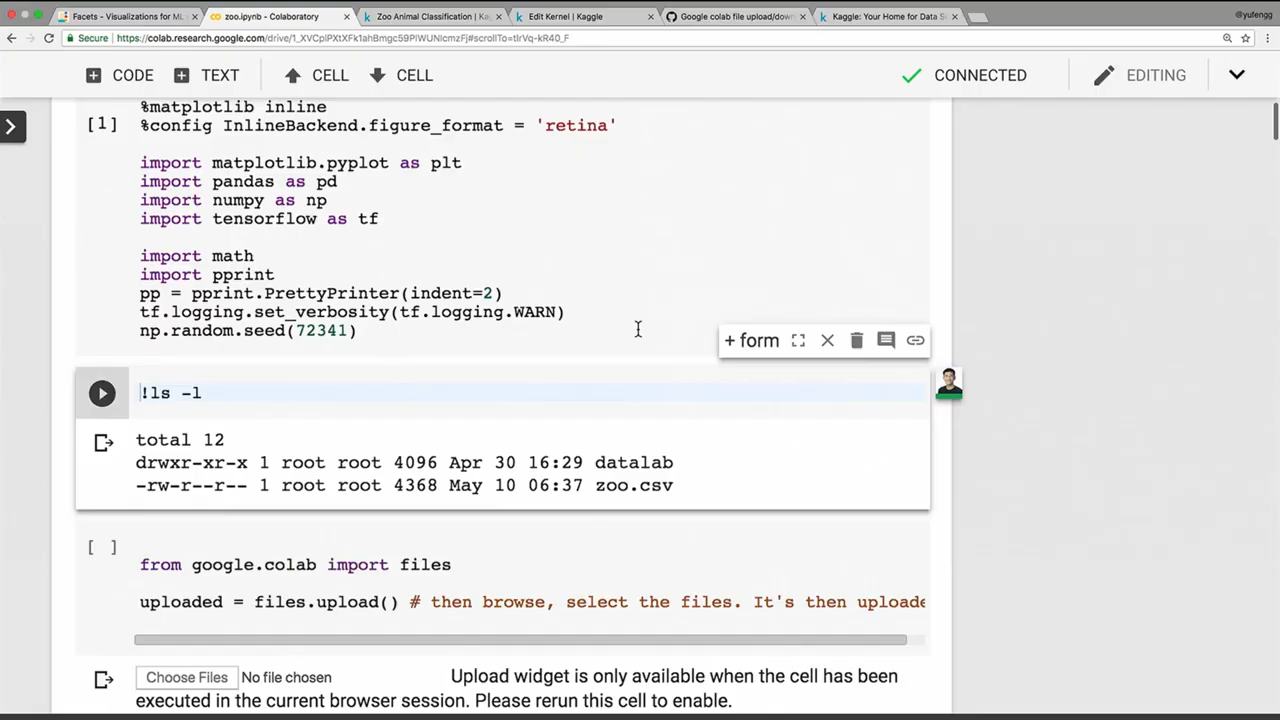 Facets - Visualizations for ML
zoo.ipynb - Colaboratory
Zoo Animal Classification |
Edit Kernel | Kaggle
Google colab file upload/down
Kaggle: Your Home for Data S
@yufengg
Secure
https://colab.research.google.com/drive/1_XVCplPXtXFk1ahBmgc59PlWUNlcmzFj#scrollTo=tIrVq-kR40_F
CODE TEXT CELL CELL CONNECTED EDITING
%matplotlib inline
[1] %config InlineBackend.figure_format = 'retina'
import matplotlib.pyplot as plt
import pandas as pd
import numpy as np
import tensorflow as tf
import math
import pprint
pp = pprint.PrettyPrinter(indent=2)
tf.logging.set_verbosity(tf.logging.WARN)
np.random.seed(72341)
+ form
!ls -l
total 12
drwxr-xr-x 1 root root 4096 Apr 30 16:29 datalab
-rw-r--r-- 1 root root 4368 May 10 06:37 zoo.csv
[ ]
from google.colab import files
uploaded = files.upload() # then browse, select the files. It's then uploade
Choose Files No file chosen Upload widget is only available when the cell has been
executed in the current browser session. Please rerun this cell to enable.